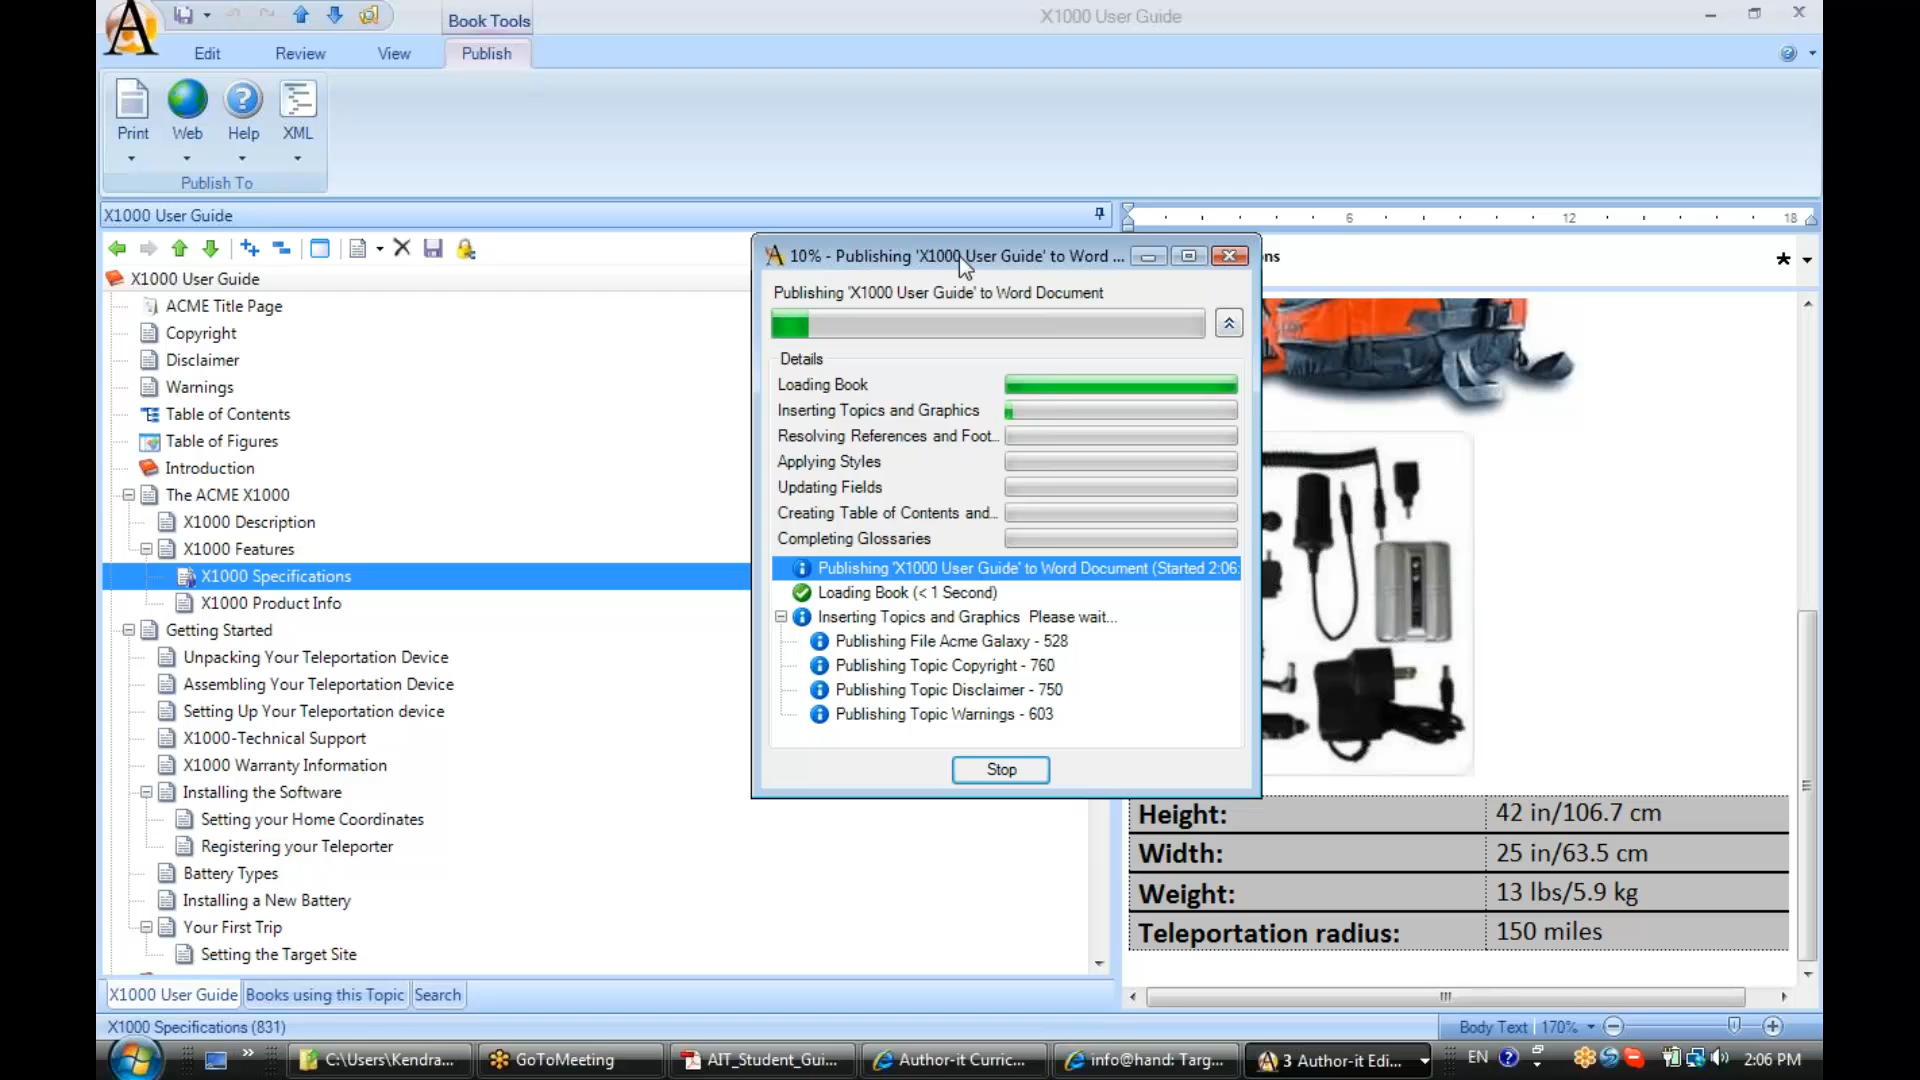 Book Tools
X1000 User Guide
Edit
Review
View
Publish
Print
Web
Help
XML
Publish To
X1000 User Guide
6
12
18
X1000 User Guide
ACME Title Page
Copyright
Disclaimer
Warnings
Table of Contents
Table of Figures
Introduction
The ACME X1000
X1000 Description
X1000 Features
X1000 Specifications
X1000 Product Info
Getting Started
Unpacking Your Teleportation Device
Assembling Your Teleportation Device
Setting Up Your Teleportation device
X1000-Technical Support
X1000 Warranty Information
Installing the Software
Setting your Home Coordinates
Registering your Teleporter
Battery Types
Installing a New Battery
Your First Trip
Setting the Target Site
10% - Publishing 'X1000 User Guide' to Word ...
ons
Publishing 'X1000 User Guide' to Word Document
Details
Loading Book
Inserting Topics and Graphics
Resolving References and Foot...
Applying Styles
Updating Fields
Creating Table of Contents and...
Completing Glossaries
Publishing 'X1000 User Guide' to Word Document (Started 2:06:
Loading Book (< 1 Second)
Inserting Topics and Graphics Please wait...
Publishing File Acme Galaxy - 528
Publishing Topic Copyright - 760
Publishing Topic Disclaimer - 750
Publishing Topic Warnings - 603
Stop
Height: 42 in/106.7 cm
Width: 25 in/63.5 cm
Weight: 13 lbs/5.9 kg
Teleportation radius: 150 miles
X1000 User Guide
Books using this Topic
Search
X1000 Specifications (831)
Body Text
170%
C:\Users\Kendra...
GoToMeeting
AIT_Student_Gui...
Author-it Curric...
info@hand: Targ...
3 Author-it Edi...
EN
2:06 PM